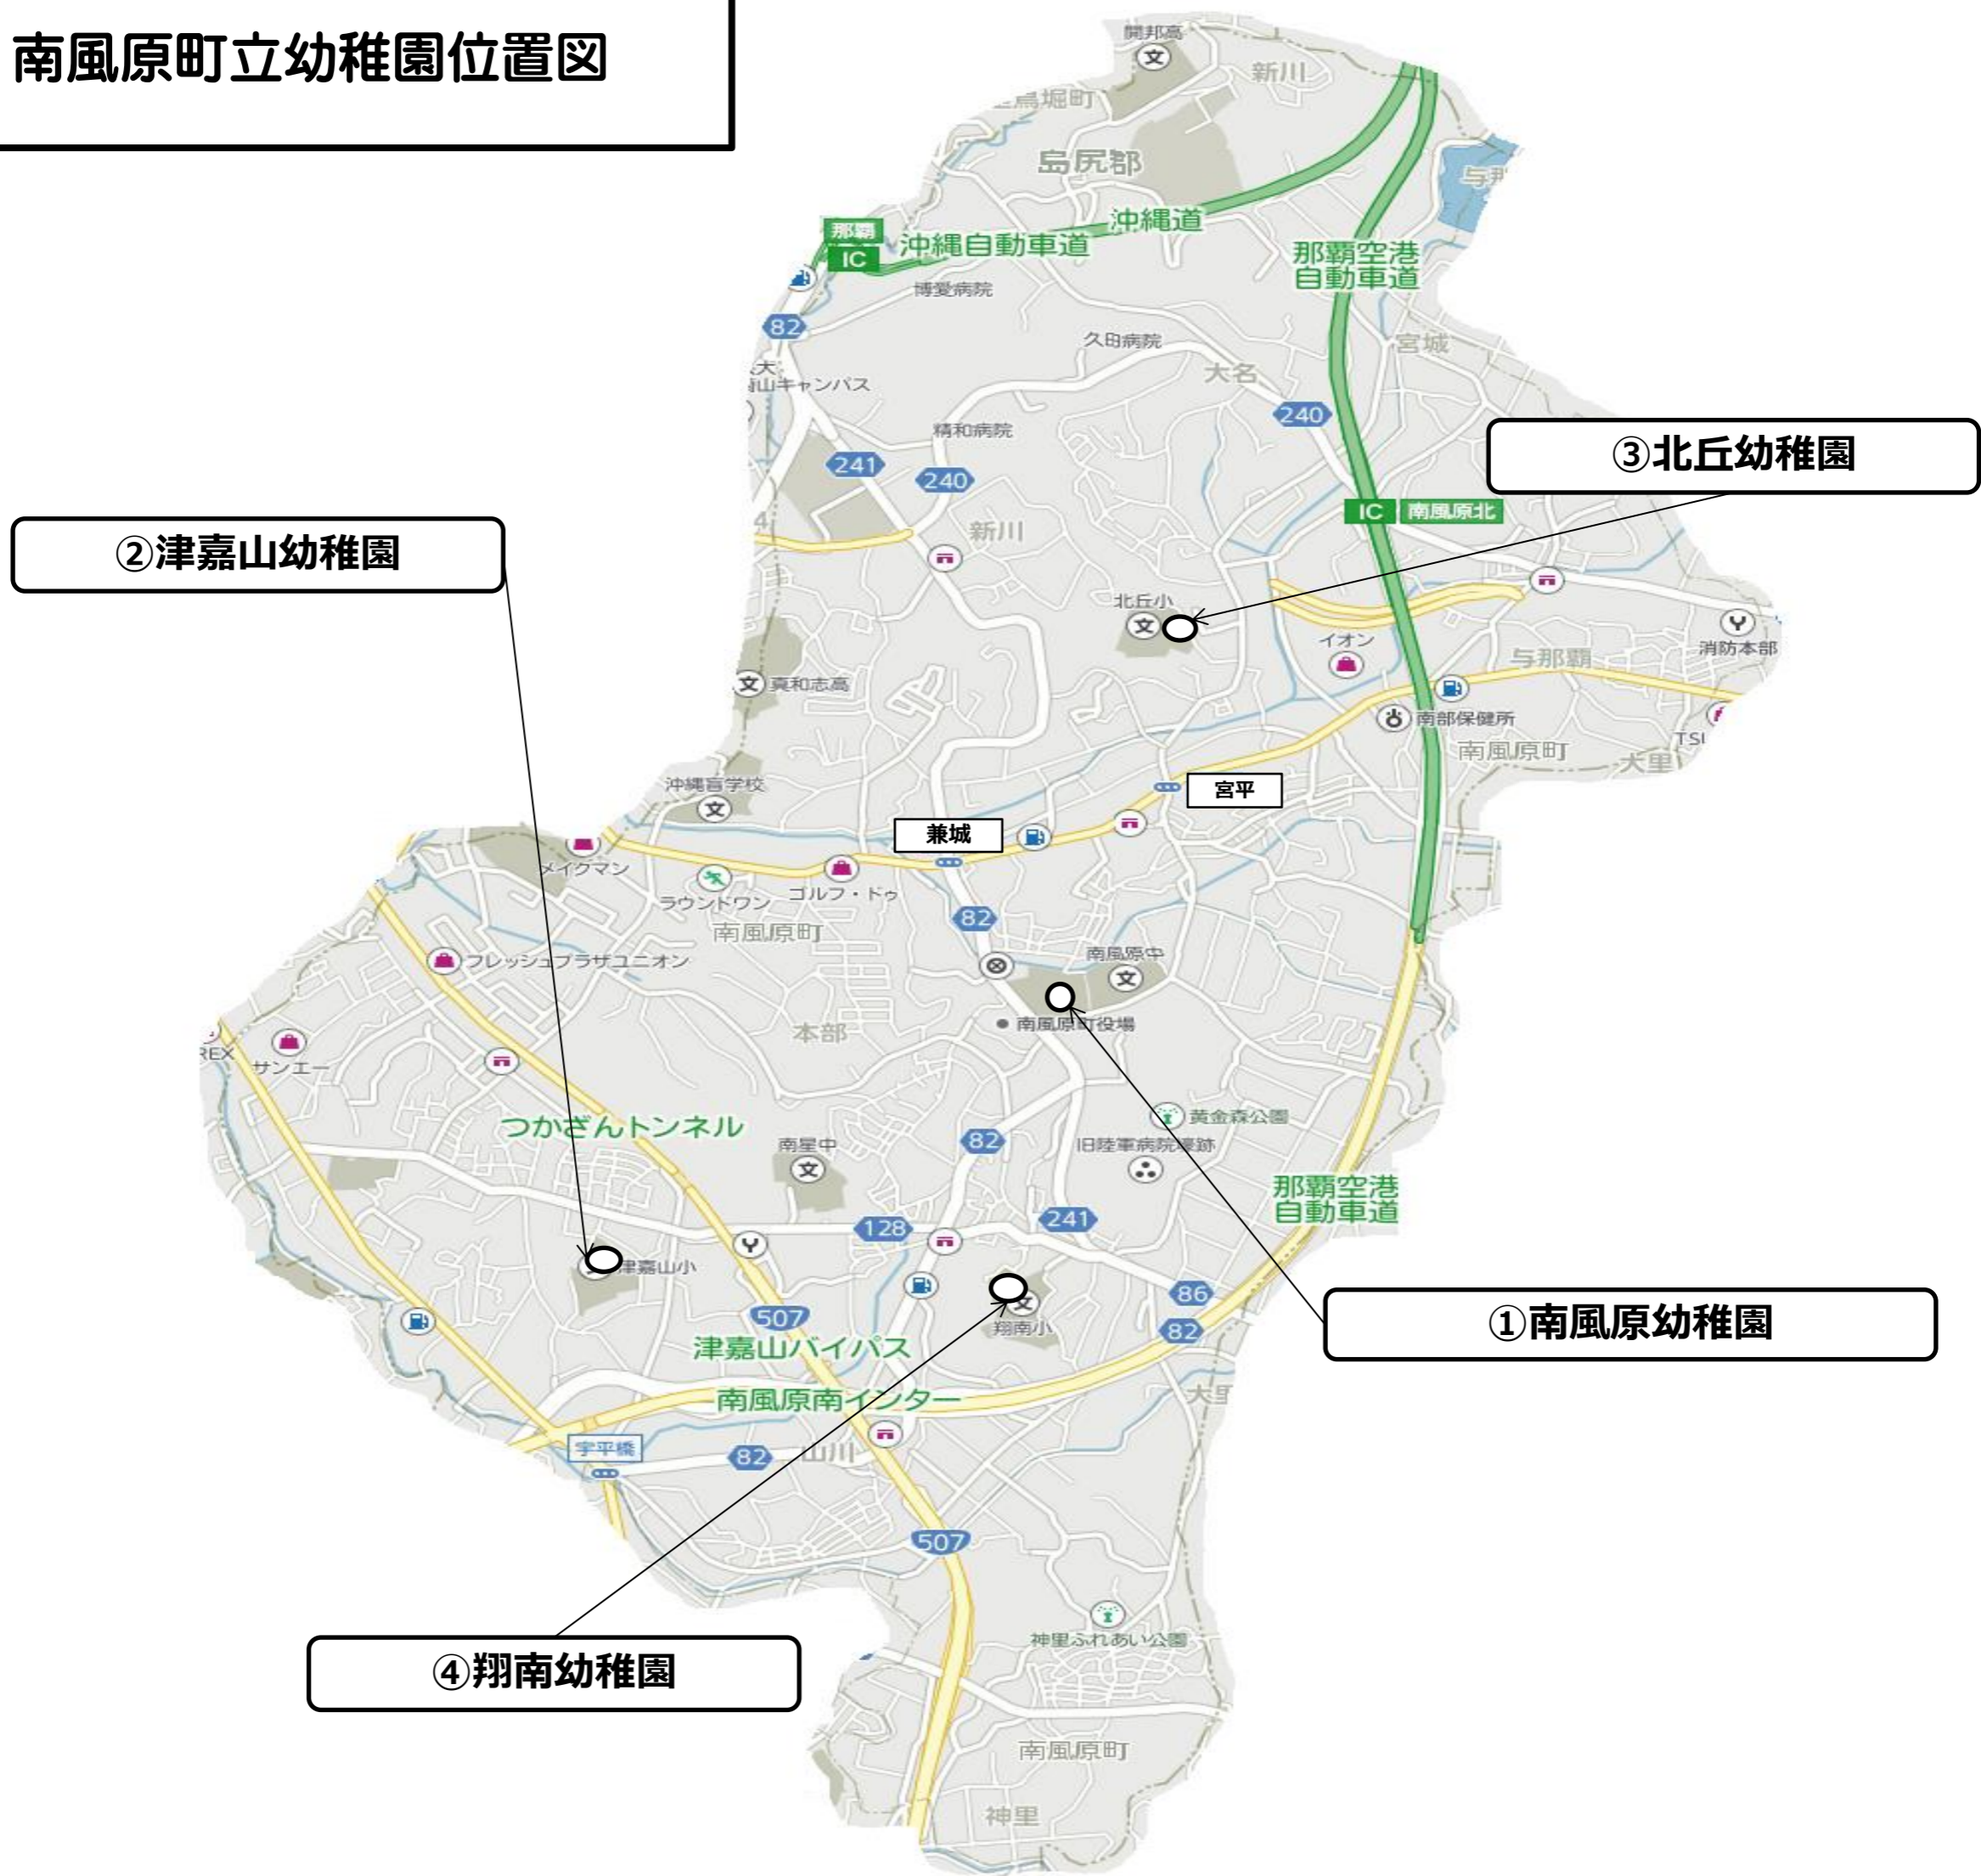 南風原町立幼稚園位置図
開邦高
新川
鳥堀町
島尻郡
与那
那覇
IC
沖縄自動車道
沖縄道
那覇空港
自動車道
博愛病院
82
久田病院
宮城
大名
山キャンパス
240
精和病院
③北丘幼稚園
241
240
IC
南風原北
新川
②津嘉山幼稚園
北丘小
文
イオン
消防本部
与那覇
文
真和志高
南部保健所
TSU
南風原町
大里
沖縄盲学校
文
宮平
兼城
メイクマン
ラウンドワン
ゴルフ・ドゥ
82
南風原町
フレッシュプラザユニオン
南風原中
文
南風原町役場
本部
REX
サンエー
つかざんトンネル
黄金森公園
南星中
文
82
旧陸軍病院壕跡
那覇空港
自動車道
128
241
津嘉山小
86
文
翔南小
507
82
①南風原幼稚園
津嘉山バイパス
南風原南インター
大里
宇平橋
82
山川
507
神里ふれあい公園
④翔南幼稚園
南風原町
神里